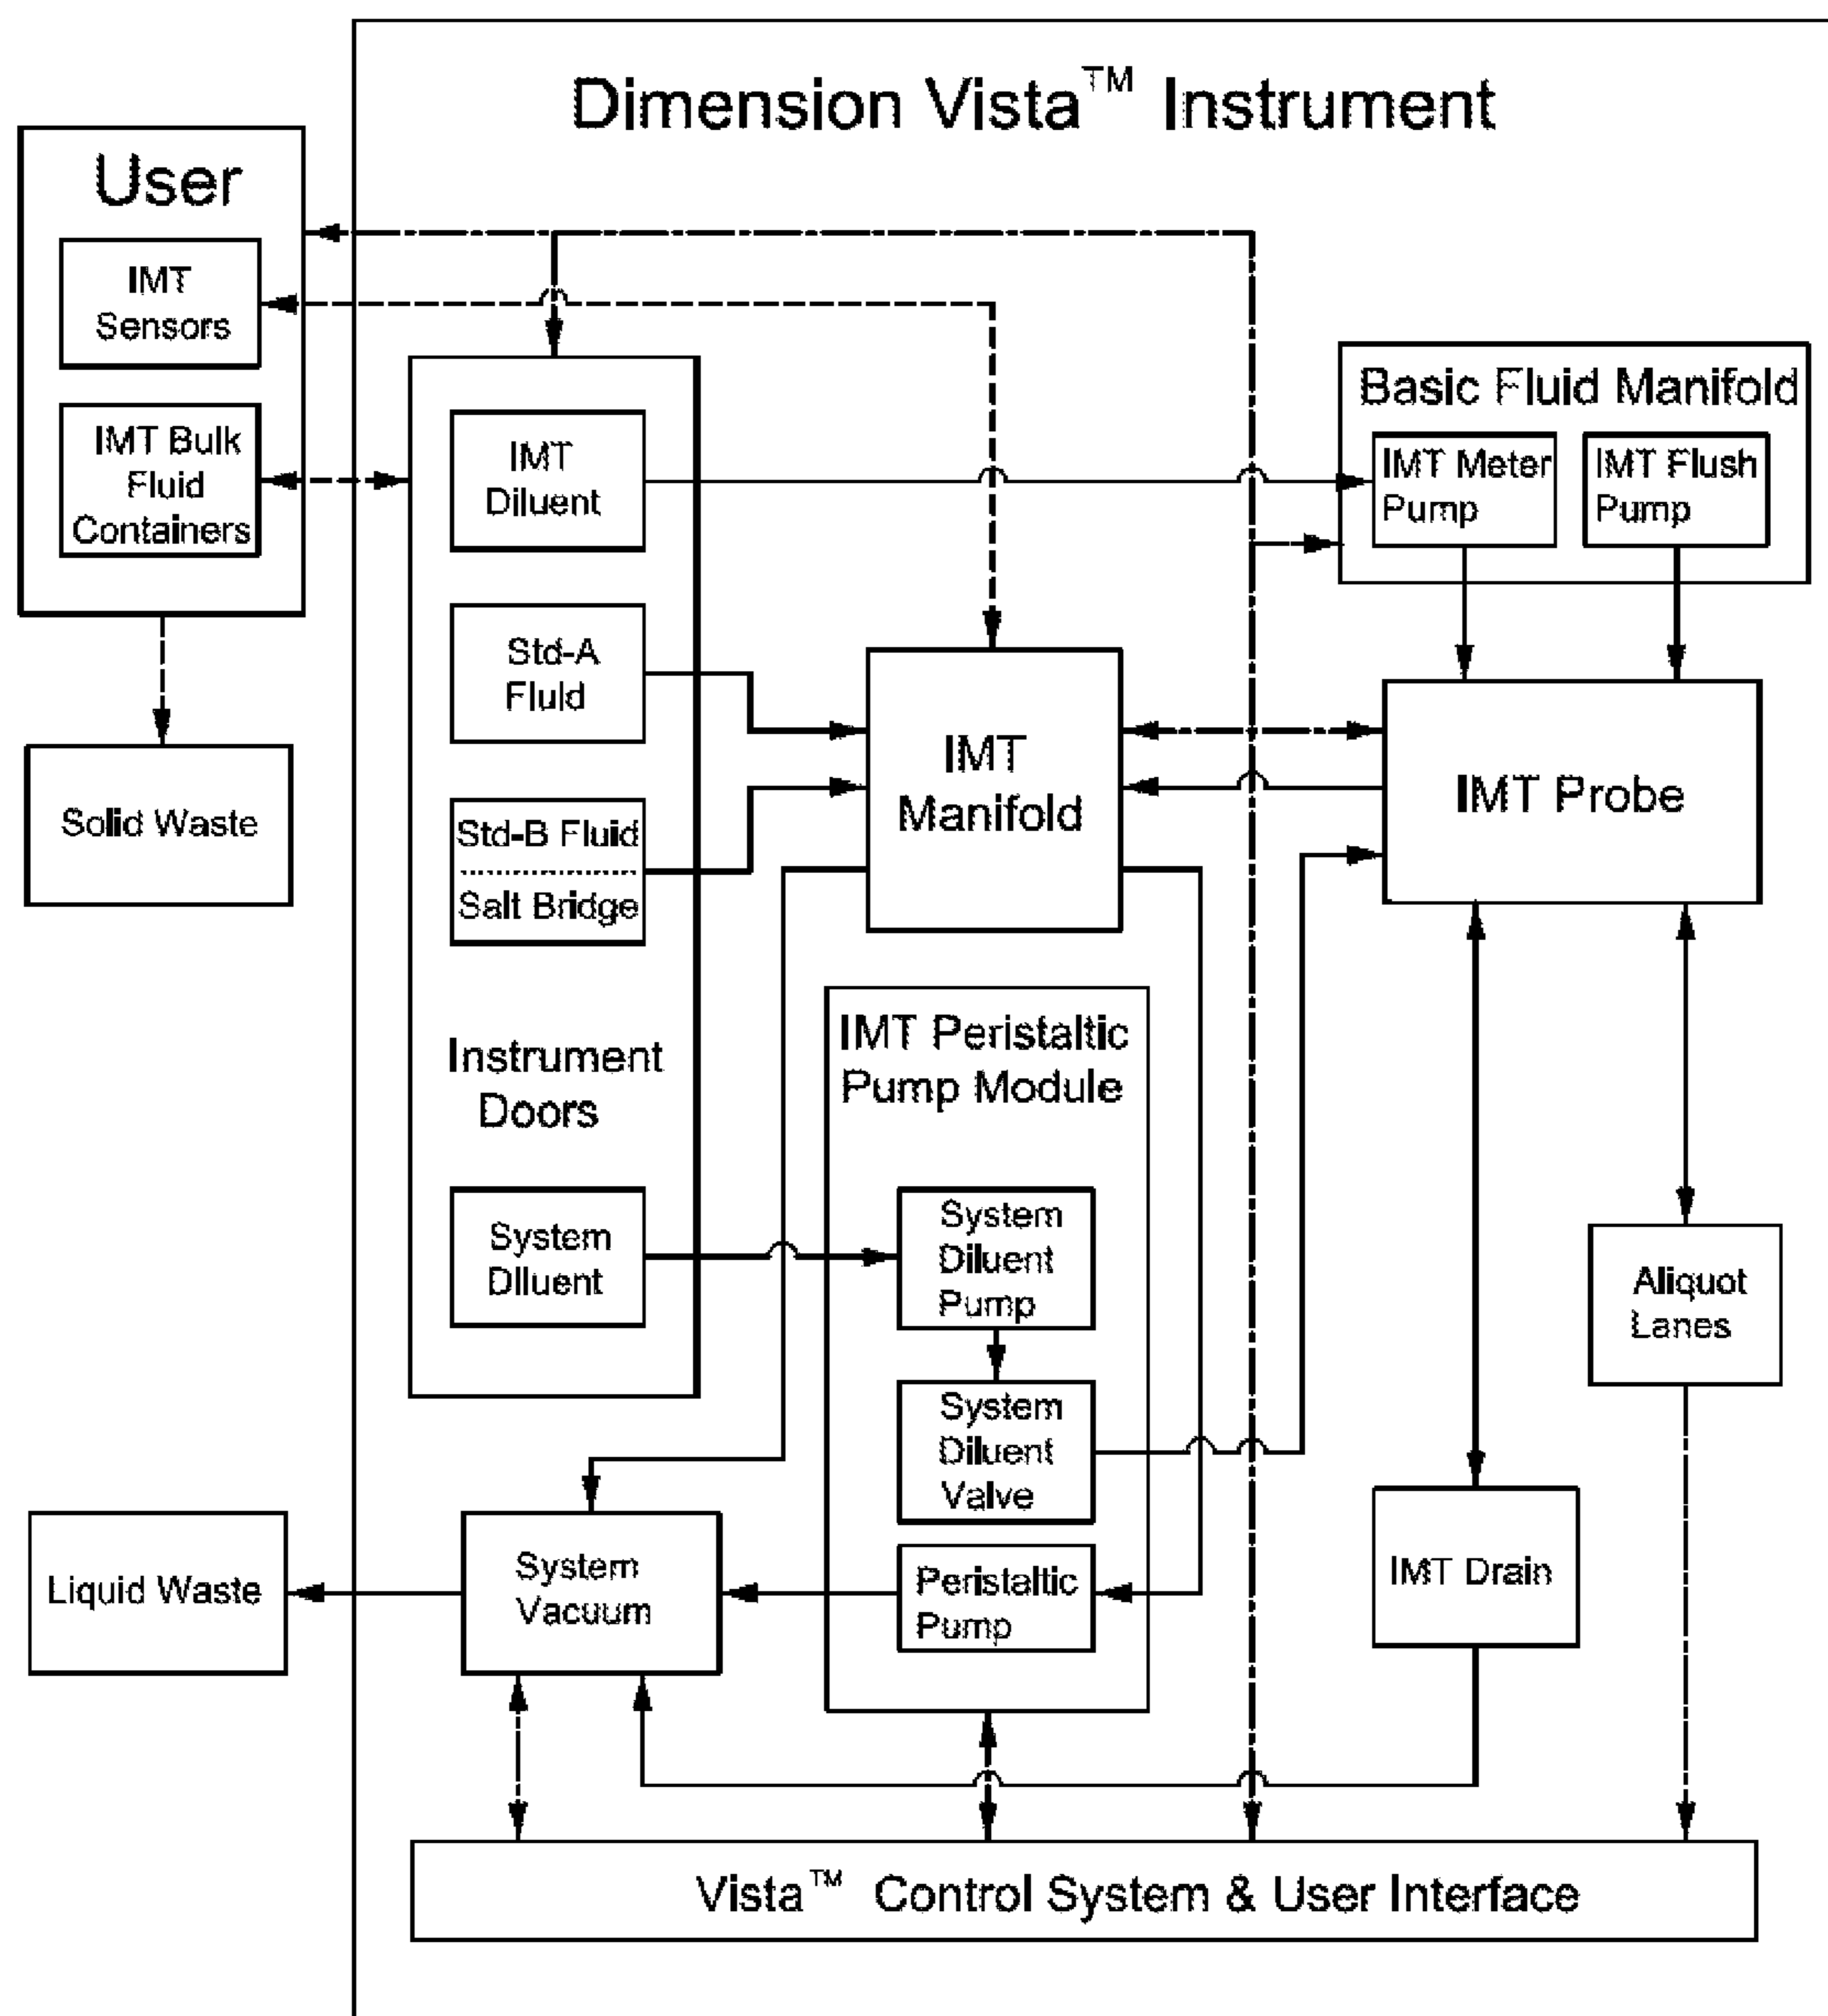 Dimension Vista™ Instrument
User
IMT
Sensors
IMT Bulk
Fluid
Containers
Solid Waste
Liquid Waste
IMT
Diluent
Std-A
Fluid
Std-B Fluid
Salt Bridge
Instrument
Doors
System
Diluent
Basic Fluid Manifold
IMT Meter
Pump
IMT Flush
Pump
IMT
Manifold
IMT Probe
IMT Peristaltic
Pump Module
System
Diluent
Pump
System
Diluent
Valve
Peristaltic
Pump
System
Vacuum
Aliquot
Lanes
IMT Drain
Vista™ Control System & User Interface